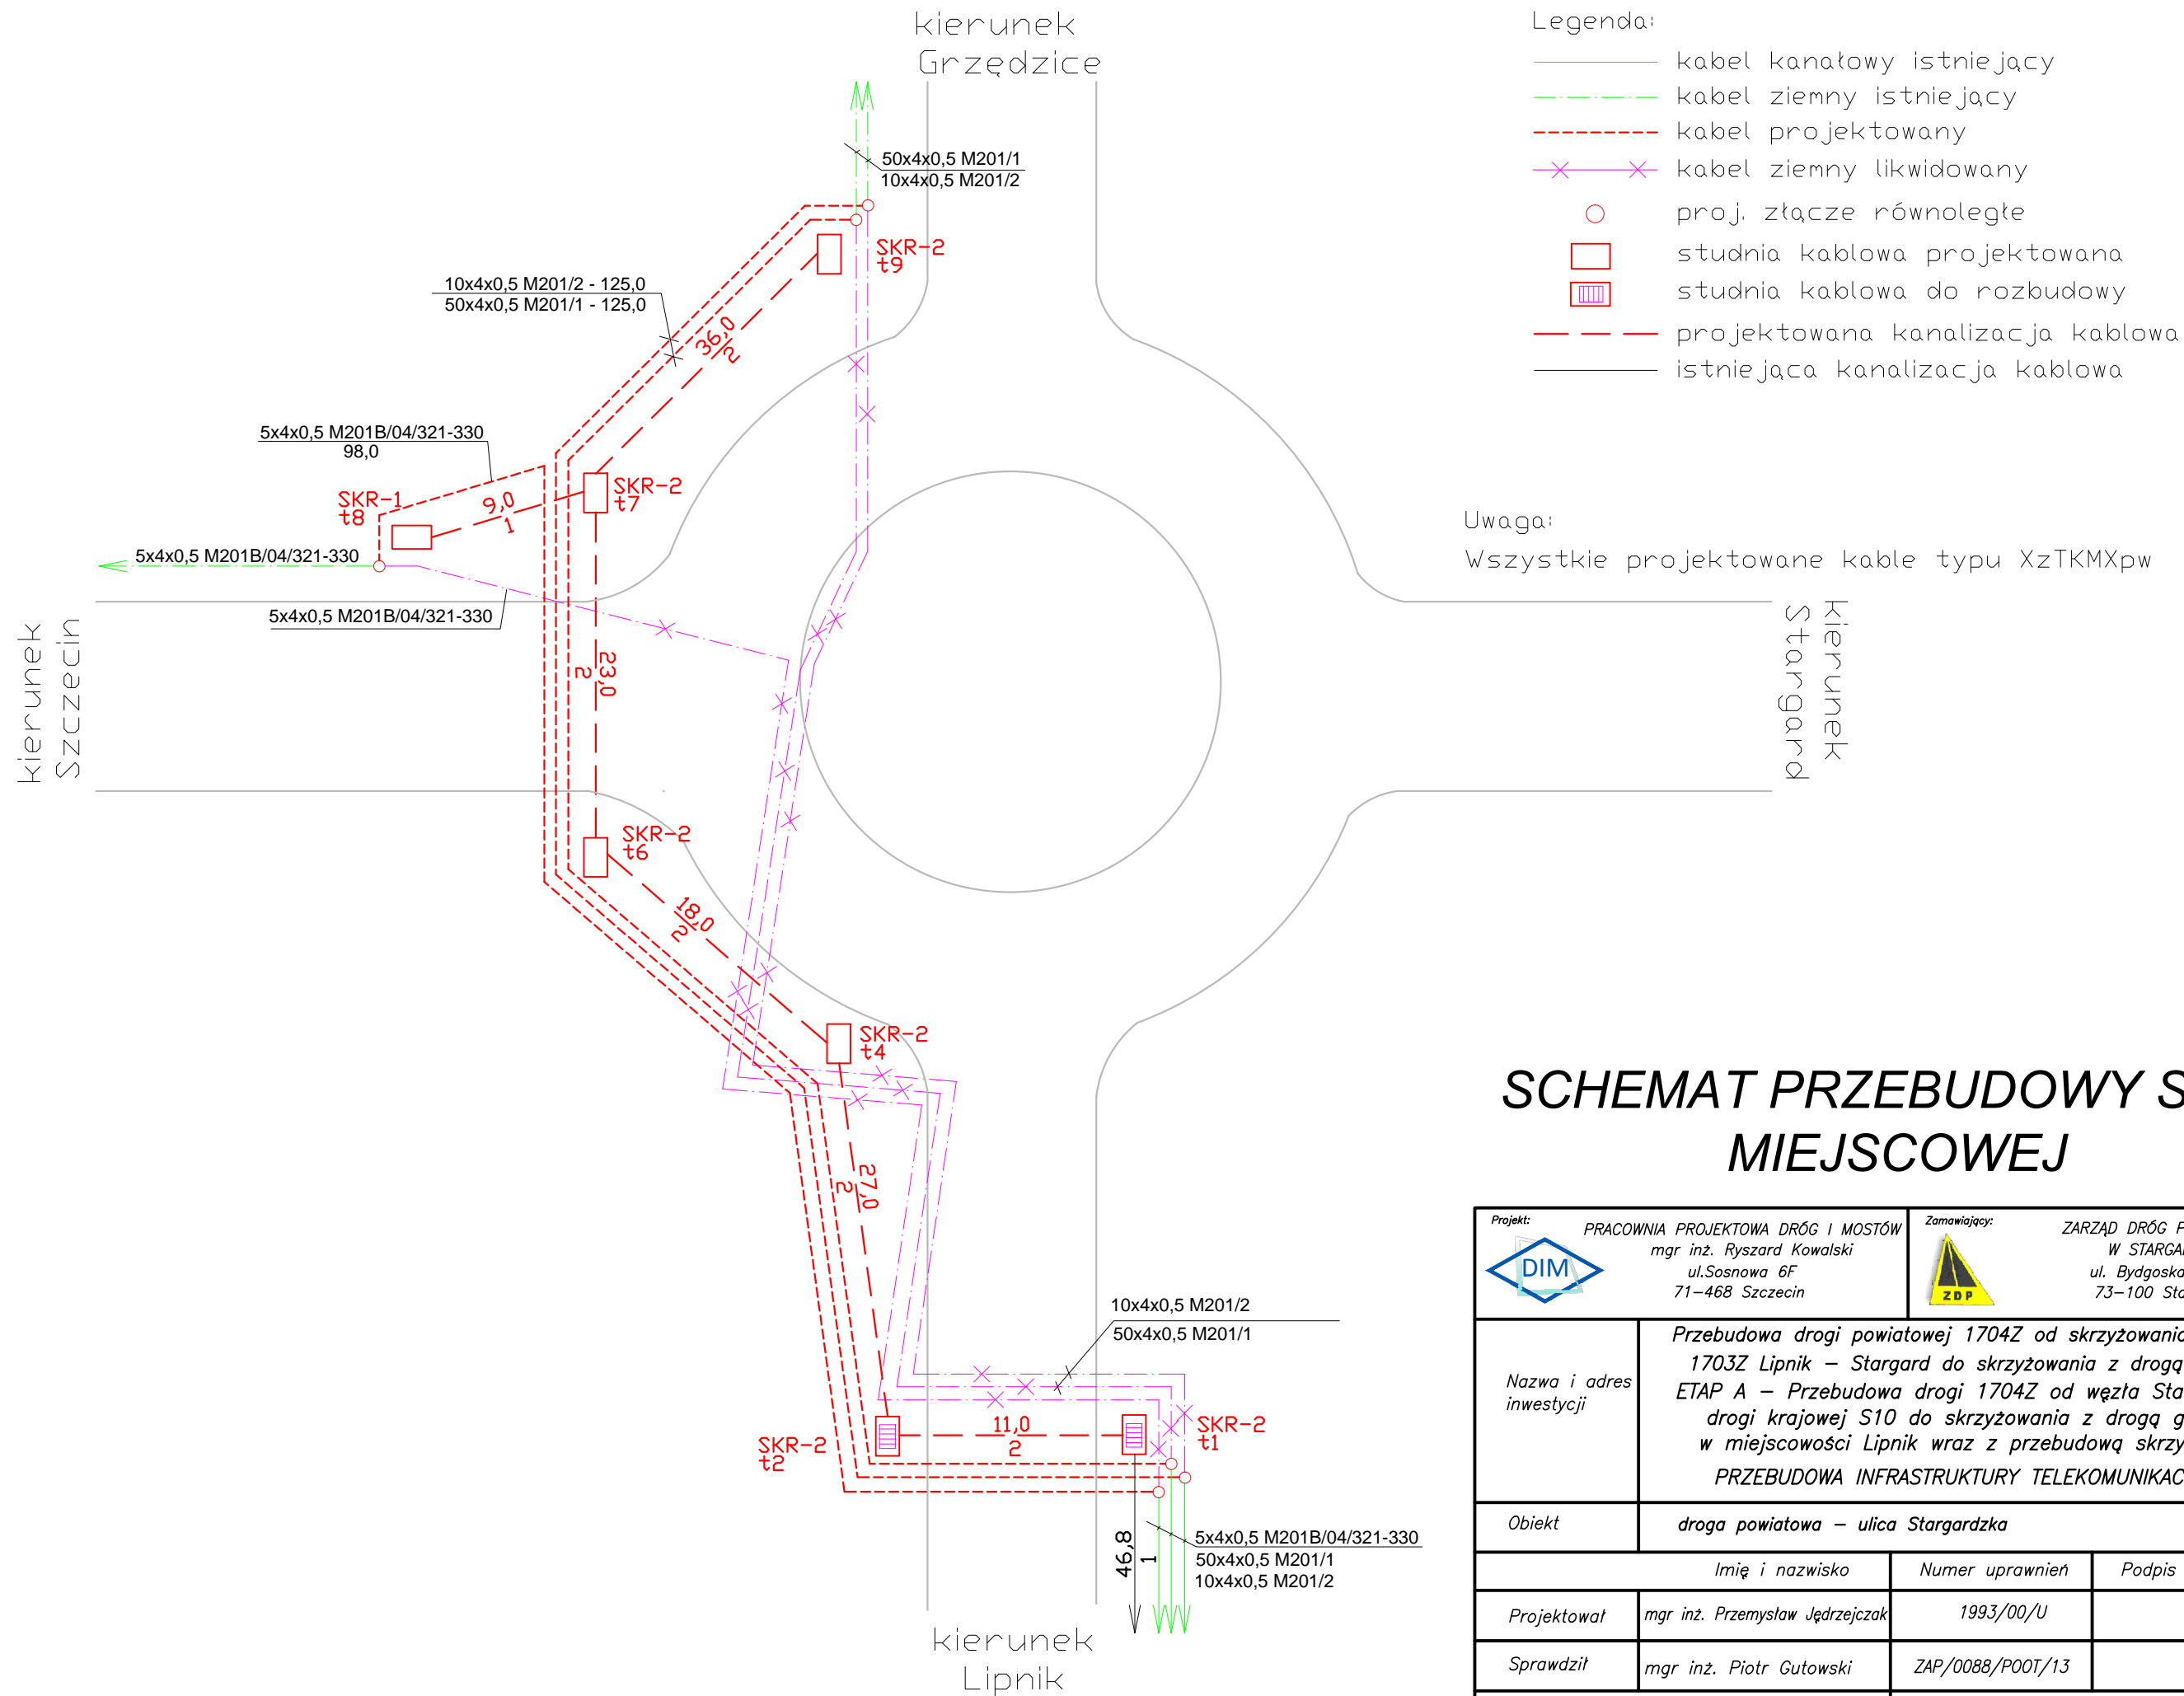 kierunek
Grzędzice
50x4x0,5 M201/1
10x4x0,5 M201/2
SKR-2
t9
10x4x0,5 M201/2 - 125,0
50x4x0,5 M201/1 - 125,0
36,0
2
5x4x0,5 M201B/04/321-330
98,0
SKR-1
t8
9,0
1
SKR-2
t7
5x4x0,5 M201B/04/321-330
5x4x0,5 M201B/04/321-330
kierunek
Szczecin
23,0
2
SKR-2
t6
18,0
2
SKR-2
t4
27,0
2
10x4x0,5 M201/2
50x4x0,5 M201/1
SKR-2
t2
11,0
2
SKR-2
t1
46,8
1
5x4x0,5 M201B/04/321-330
50x4x0,5 M201/1
10x4x0,5 M201/2
kierunek
Lipnik
kierunek
Stargard
Legenda:
kabel kanałowy istniejący
kabel ziemny istniejący
kabel projektowany
kabel ziemny likwidowany
proj. złącze równoległe
studnia kablowa projektowana
studnia kablowa do rozbudowy
projektowana kanalizacja kablowa
istniejąca kanalizacja kablowa
Uwaga:
Wszystkie projektowane kable typu XzTKMXpw
SCHEMAT PRZEBUDOWY S
MIEJSCOWEJ
Projekt:
PRACOWNIA PROJEKTOWA DRÓG I MOSTÓW
mgr inż. Ryszard Kowalski
ul.Sosnowa 6F
71-468 Szczecin
DIM
Zamawiający:
ZARZĄD DRÓG P
W STARGA
ul. Bydgoska
73-100 Sta
ZDP
Nazwa i adres
inwestycji
Przebudowa drogi powiatowej 1704Z od skrzyżowania
1703Z Lipnik - Stargard do skrzyżowania z drogą
ETAP A - Przebudowa drogi 1704Z od węzła Sta
drogi krajowej S10 do skrzyżowania z drogą g
w miejscowości Lipnik wraz z przebudową skrzy
PRZEBUDOWA INFRASTRUKTURY TELEKOMUNIKAC
Obiekt
droga powiatowa - ulica Stargardzka
Imię i nazwisko
Numer uprawnień
Podpis
Projektował
mgr inż. Przemysław Jędrzejczak
1993/00/U
Sprawdził
mgr inż. Piotr Gutowski
ZAP/0088/POOT/13